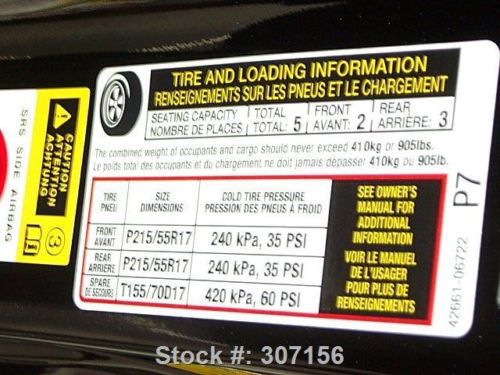 TIRE AND LOADING INFORMATION
RENSEIGNEMENTS SUR LES PNEUS ET LE CHARGEMENT
SEATING CAPACITY TOTAL FRONT REAR
NOMBRE DE PLACES TOTAL: 5 AVANT: 2 ARRIÈRE: 3
The combined weight of occupants and cargo should never exceed 410kg or 905lb.
Le poids total des occupants et du chargement ne doit jamais dépasser 410kg ou 905lb.
TIRE SIZE COLD TIRE PRESSURE
PNEU DIMENSIONS PRESSION DES PNEUS À FROID
FRONT
AVANT P215/55R17 240 kPa, 35 PSI
REAR
ARRIÈRE P215/55R17 240 kPa, 35 PSI
SPARE
DE SECOURS T155/70D17 420 kPa, 60 PSI
SEE OWNER'S
MANUAL FOR
ADDITIONAL
INFORMATION
VOIR LE MANUEL
DE L'USAGER
POUR PLUS DE
RENSEIGNEMENTS
P7
42661-06722
CAUTION
ATTENTION
ACHTUNG
3
SRS SIDE AIRBAG
Stock #: 307156